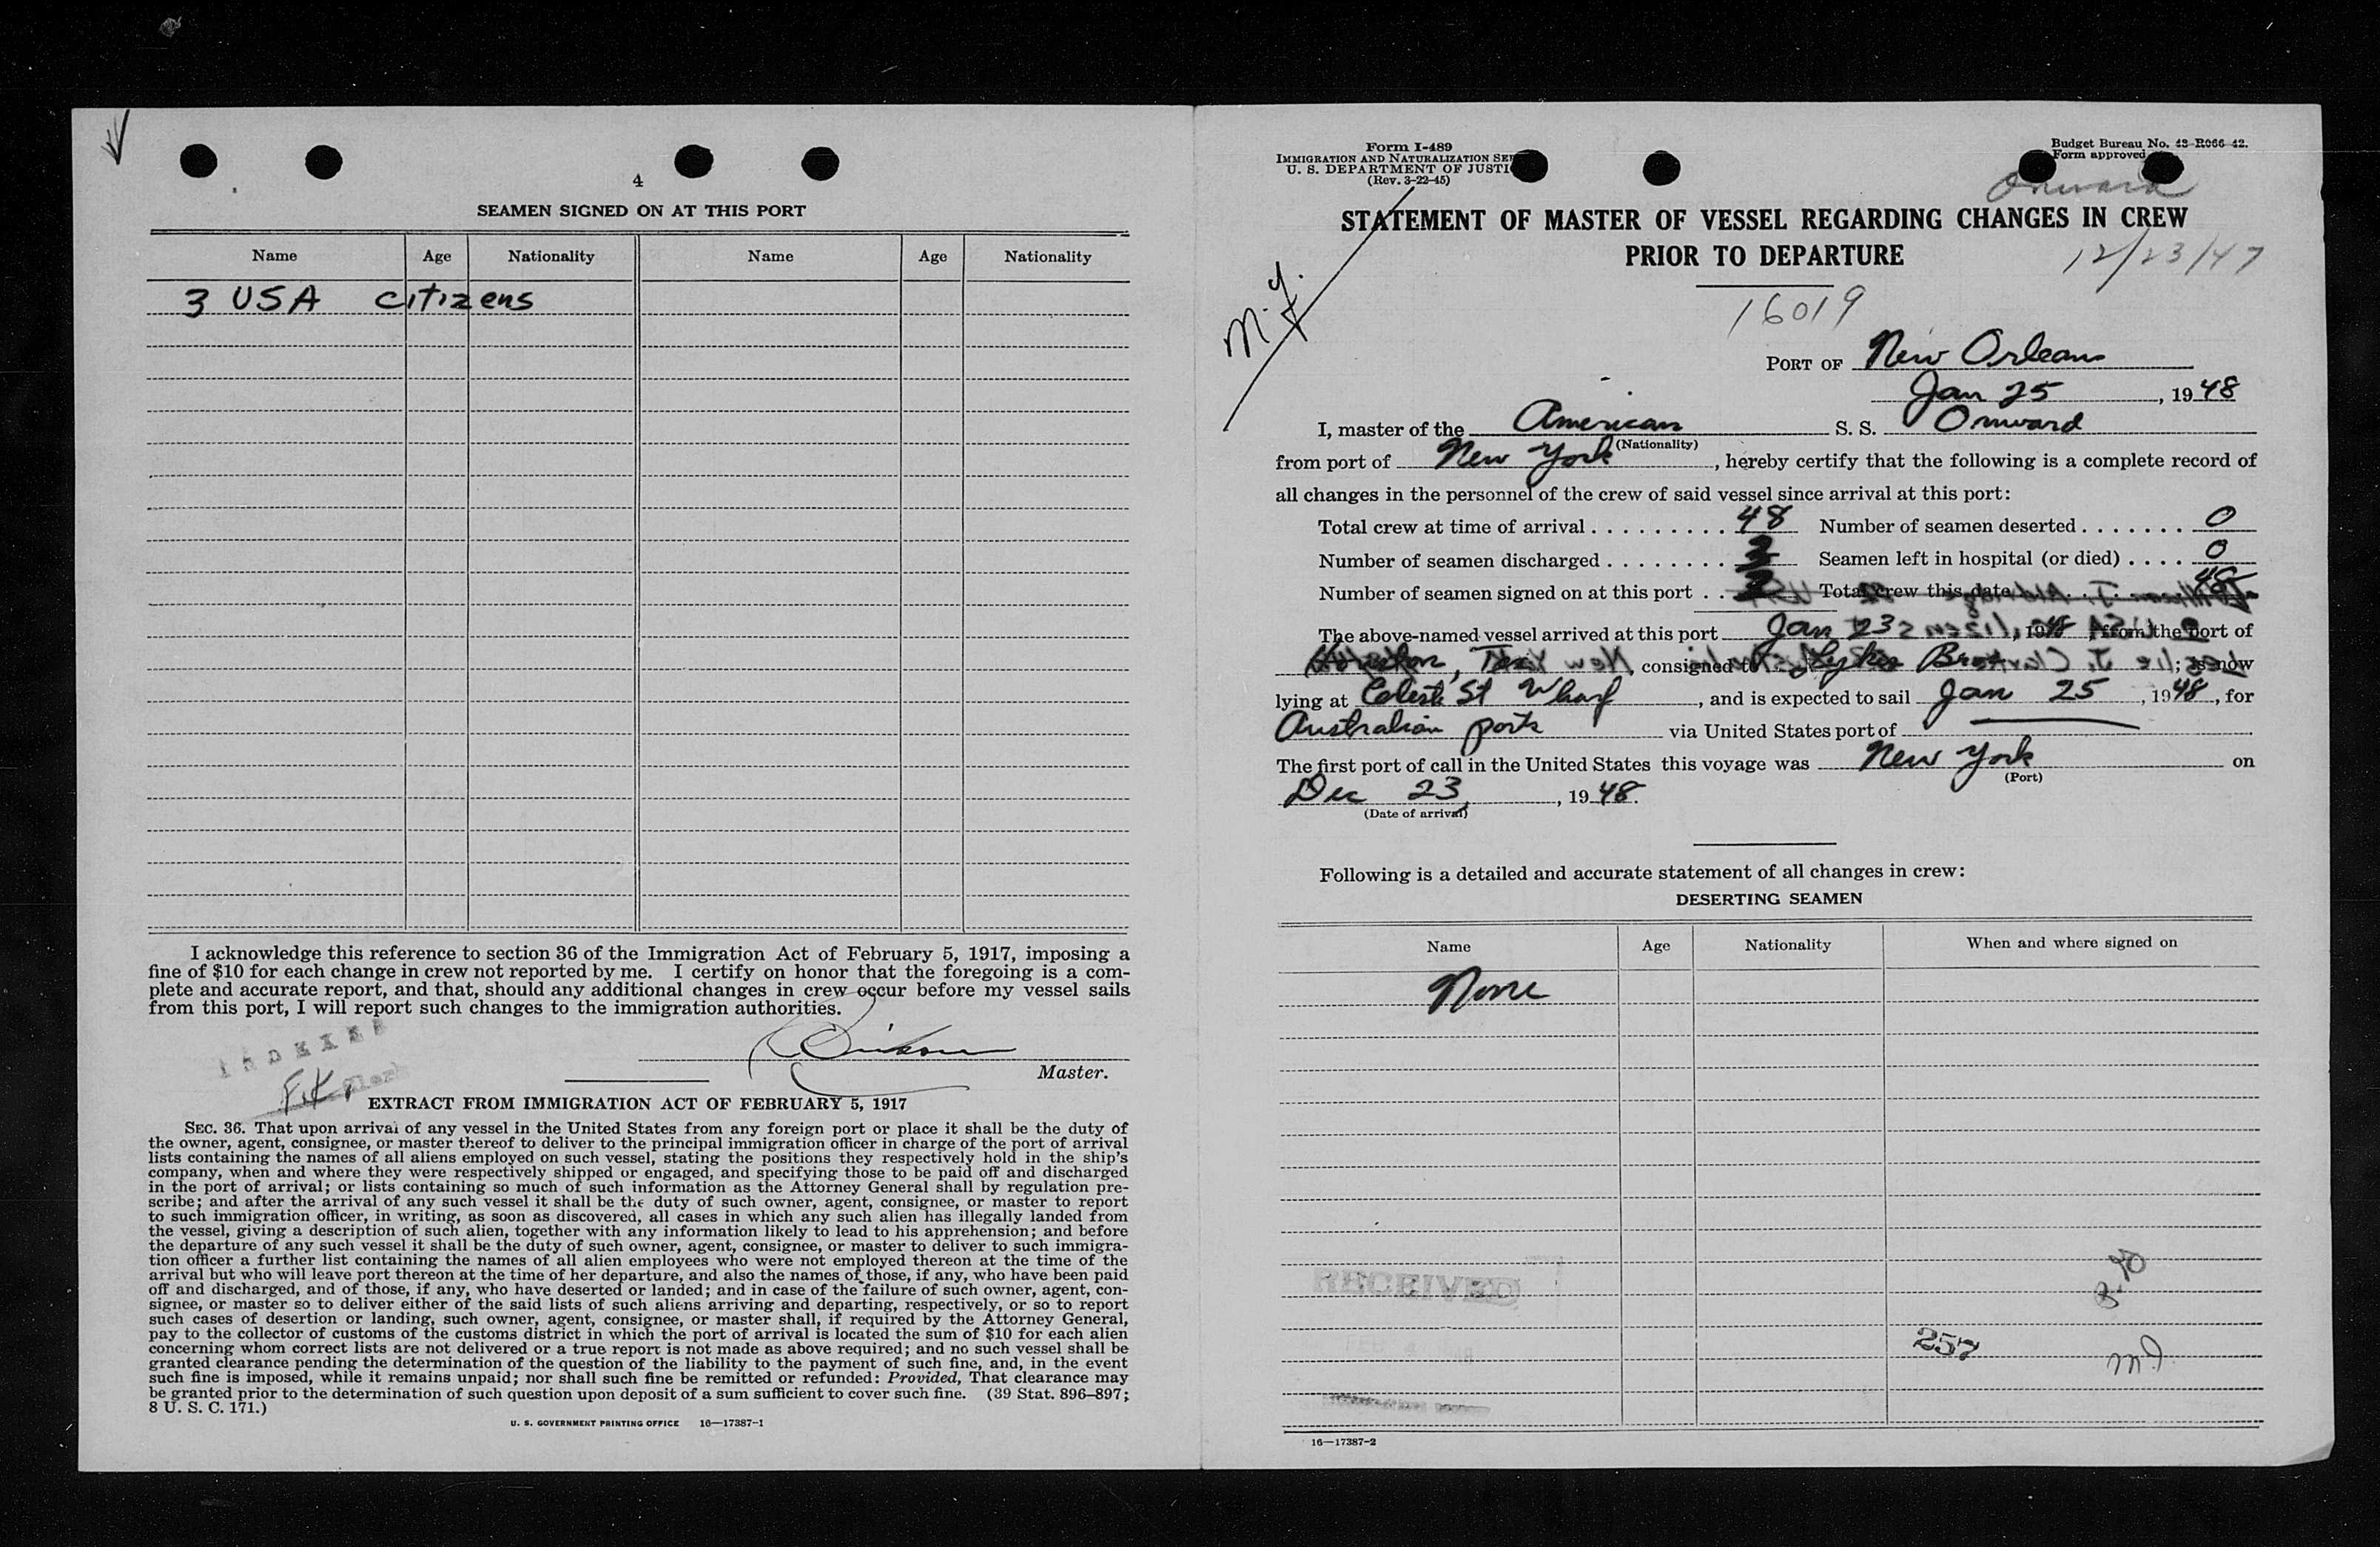 4
SEAMEN SIGNED ON AT THIS PORT
Name Age Nationality Name Age Nationality
3 USA citizens
I acknowledge this reference to section 36 of the Immigration Act of February 5, 1917, imposing a
fine of $10 for each change in crew not reported by me. I certify on honor that the foregoing is a com-
plete and accurate report, and that, should any additional changes in crew occur before my vessel sails
from this port, I will report such changes to the immigration authorities.
INDEXED
F.K. Clerk
Master.
EXTRACT FROM IMMIGRATION ACT OF FEBRUARY 5, 1917
SEC. 36. That upon arrival of any vessel in the United States from any foreign port or place it shall be the duty of
the owner, agent, consignee, or master thereof to deliver to the principal immigration officer in charge of the port of arrival
lists containing the names of all aliens employed on such vessel, stating the positions they respectively hold in the ship's
company, when and where they were respectively shipped or engaged, and specifying those to be paid off and discharged
in the port of arrival; or lists containing so much of such information as the Attorney General shall by regulation pre-
scribe; and after the arrival of any such vessel it shall be the duty of such owner, agent, consignee, or master to report
to such immigration officer, in writing, as soon as discovered, all cases in which any such alien has illegally landed from
the vessel, giving a description of such alien, together with any information likely to lead to his apprehension; and before
the departure of any such vessel it shall be the duty of such owner, agent, consignee, or master to deliver to such immigra-
tion officer a further list containing the names of all alien employees who were not employed thereon at the time of the
arrival but who will leave port thereon at the time of her departure, and also the names of those, if any, who have been paid
off and discharged, and of those, if any, who have deserted or landed; and in case of the failure of such owner, agent, con-
signee, or master so to deliver either of the said lists of such aliens arriving and departing, respectively, or so to report
such cases of desertion or landing, such owner, agent, consignee, or master shall, if required by the Attorney General,
pay to the collector of customs of the customs district in which the port of arrival is located the sum of $10 for each alien
concerning whom correct lists are not delivered or a true report is not made as above required; and no such vessel shall be
granted clearance pending the determination of the question of the liability to the payment of such fine, and, in the event
such fine is imposed, while it remains unpaid; nor shall such fine be remitted or refunded: Provided, That clearance may
be granted prior to the determination of such question upon deposit of a sum sufficient to cover such fine. (39 Stat. 896–897;
8 U. S. C. 171.)
U. S. GOVERNMENT PRINTING OFFICE 16—17387-1
Form I-489
IMMIGRATION AND NATURALIZATION SE
U. S. DEPARTMENT OF JUSTI
(Rev. 3-22-45)
Budget Bureau No. 43-R066-42.
Form approved
Onward
STATEMENT OF MASTER OF VESSEL REGARDING CHANGES IN CREW
PRIOR TO DEPARTURE
12/23/47
N.Y.
16019
PORT OF New Orleans
Jan 25, 1948
I, master of the American S. S. Onward
(Nationality)
from port of New York, hereby certify that the following is a complete record of
all changes in the personnel of the crew of said vessel since arrival at this port:
Total crew at time of arrival . . . . . . . . . 48 Number of seamen deserted . . . . . . . 0
Number of seamen discharged . . . . . . . . 3 Seamen left in hospital (or died) . . . . 0
Number of seamen signed on at this port . . 3 Total crew this date . . . 48
The above-named vessel arrived at this port Jan 23, 1948, from the port of
Houston, Tex, consigned to Lykes Bros; is now
lying at Celeste St Wharf, and is expected to sail Jan 25, 1948, for
Australian ports via United States port of
The first port of call in the United States this voyage was New York on
(Port)
Dec 23, 1948.
(Date of arrival)
Following is a detailed and accurate statement of all changes in crew:
DESERTING SEAMEN
Name Age Nationality When and where signed on
None
RECEIVED
257
16—17387-2